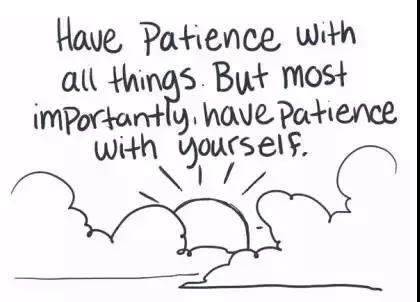 Have Patience with
all things. But most
importantly, have Patience
with yourself.